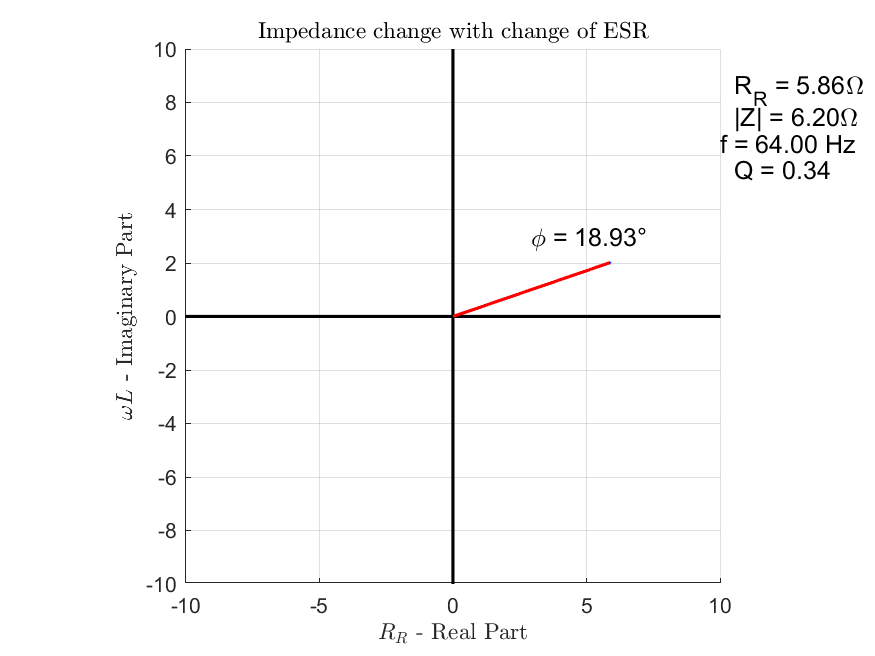 Impedance change with change of ESR
10
8
6
4
2
0
-2
-4
-6
-8
-10
ωL - Imaginary Part
ϕ = 18.93°
R_R = 5.86Ω
|Z| = 6.20Ω
f = 64.00 Hz
Q = 0.34
-10 -5 0 5 10
R_R - Real Part